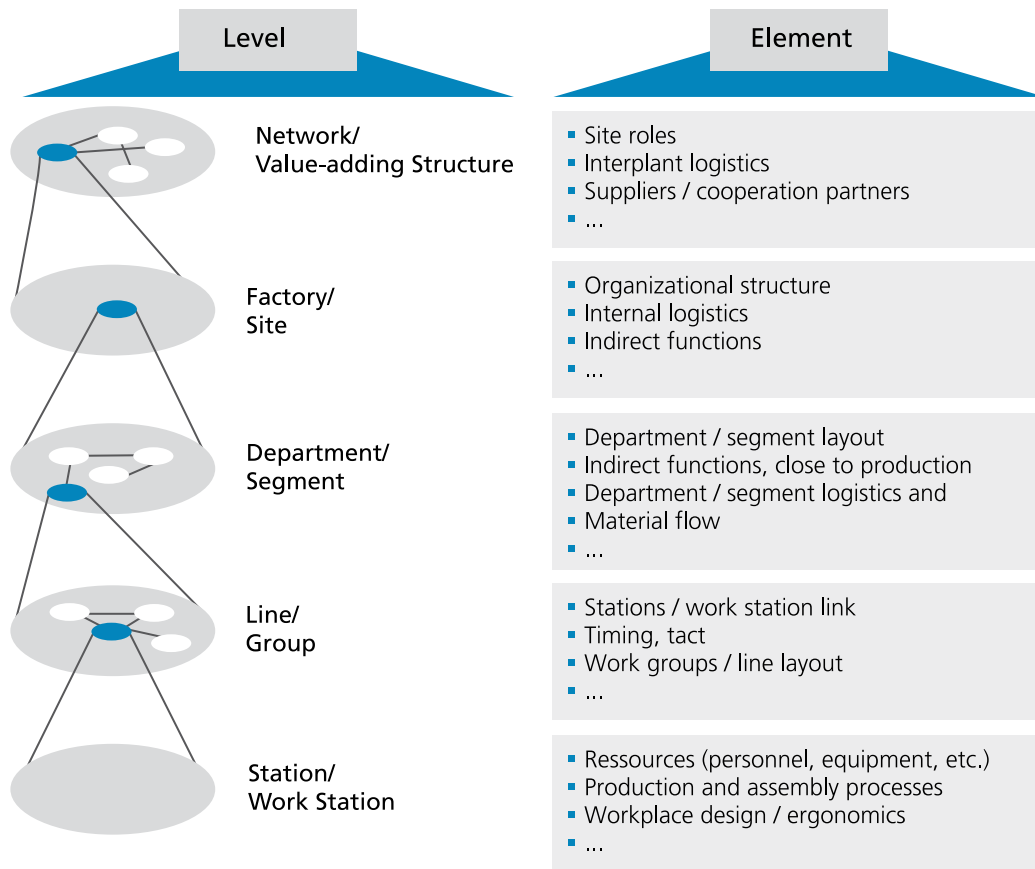 Level
Element
Network/
Value-adding Structure
Site roles
Interplant logistics
Suppliers / cooperation partners
...
Factory/
Site
Organizational structure
Internal logistics
Indirect functions
...
Department/
Segment
Department / segment layout
Indirect functions, close to production
Department / segment logistics and
Material flow
...
Line/
Group
Stations / work station link
Timing, tact
Work groups / line layout
...
Station/
Work Station
Ressources (personnel, equipment, etc.)
Production and assembly processes
Workplace design / ergonomics
...